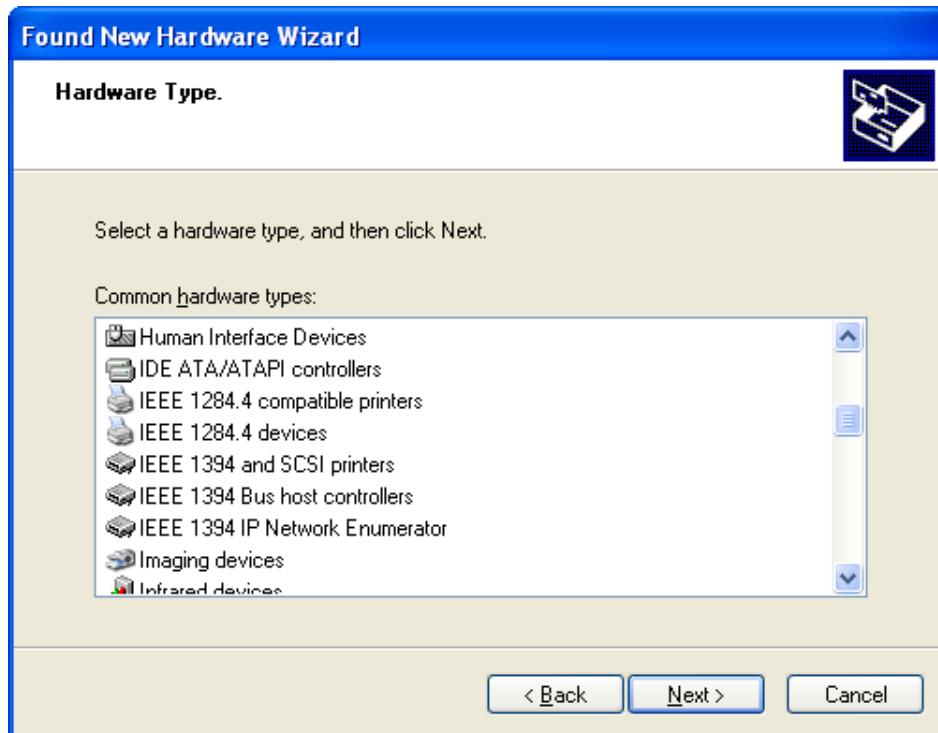 Found New Hardware Wizard
Hardware Type.
Select a hardware type, and then click Next.
Common hardware types:
Human Interface Devices
IDE ATA/ATAPI controllers
IEEE 1284.4 compatible printers
IEEE 1284.4 devices
IEEE 1394 and SCSI printers
IEEE 1394 Bus host controllers
IEEE 1394 IP Network Enumerator
Imaging devices
Infrared devices
< Back Next > Cancel